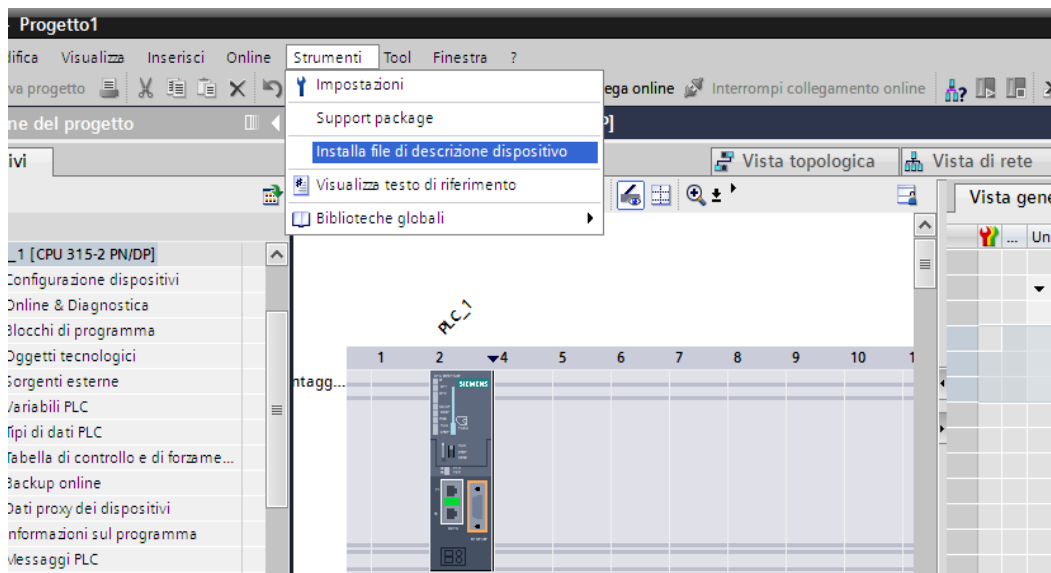 Progetto1
difica Visualizza Inserisci Online Strumenti Tool Finestra ?
va progetto
Impostazioni
ega online Interrompi collegamento online
ne del progetto
Support package
P]
Installa file di descrizione dispositivo
ivi
Vista topologica Vista di rete
Visualizza testo di riferimento
Vista gene
Biblioteche globali
... Un
_1 [CPU 315-2 PN/DP]
Configurazione dispositivi
Online & Diagnostica
Blocchi di programma
PLC_1
Oggetti tecnologici
1 2 4 5 6 7 8 9 10 1
Sorgenti esterne
ntagg...
SIEMENS
Variabili PLC
Tipi di dati PLC
Tabella di controllo e di forzame...
Backup online
Dati proxy dei dispositivi
Informazioni sul programma
Messaggi PLC